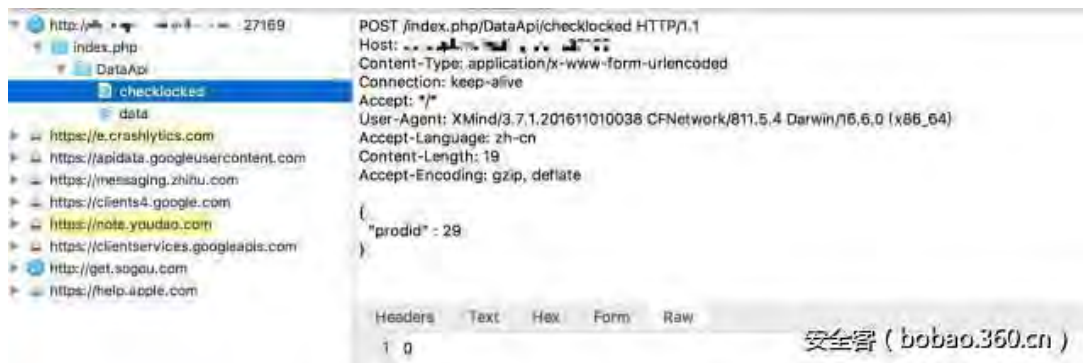 http:// 27169
index.php
DataApi
checklocked
data
https://e.crashlytics.com
https://apidata.googleusercontent.com
https://messaging.zhihu.com
https://clients4.google.com
https://note.youdao.com
https://clientservices.googleapis.com
http://get.sogou.com
https://help.apple.com
POST /index.php/DataApi/checklocked HTTP/1.1
Host:
Content-Type: application/x-www-form-urlencoded
Connection: keep-alive
Accept: */*
User-Agent: XMind/3.7.1.201611010038 CFNetwork/811.5.4 Darwin/16.6.0 (x86_64)
Accept-Language: zh-cn
Content-Length: 19
Accept-Encoding: gzip, deflate
{
"prodid" : 29
}
Headers Text Hex Form Raw
1 0
安全客 ( bobao.360.cn )